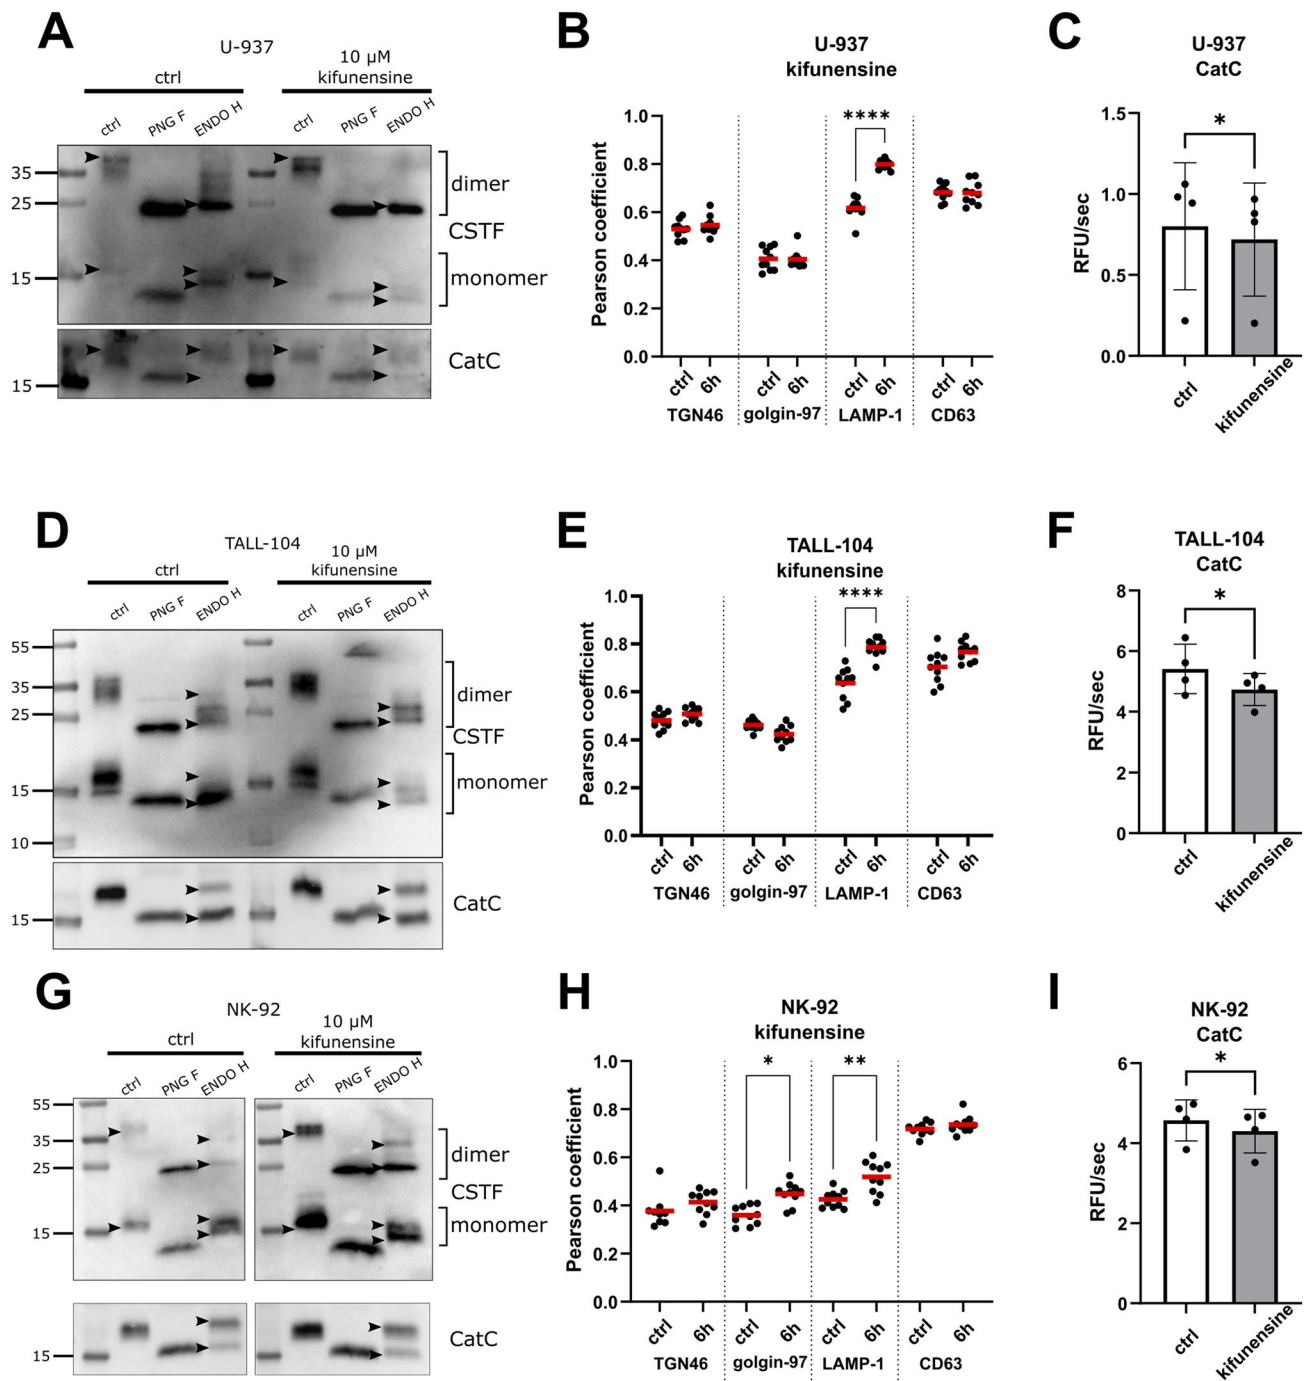 A
U-937
ctrl
10 µM
kifunensine
ctrl
PNG F
ENDO H
ctrl
PNG F
ENDO H
35
25
15
dimer
CSTF
monomer
15
CatC
B
U-937
kifunensine
Pearson coefficient
1.0
0.8
0.6
0.4
0.2
0.0
****
ctrl
6h
ctrl
6h
ctrl
6h
ctrl
6h
TGN46
golgin-97
LAMP-1
CD63
C
U-937
CatC
RFU/sec
1.5
1.0
0.5
0.0
*
ctrl
kifunensine
D
TALL-104
ctrl
10 µM
kifunensine
ctrl
PNG F
ENDO H
ctrl
PNG F
ENDO H
55
35
25
15
10
dimer
CSTF
monomer
15
CatC
E
TALL-104
kifunensine
Pearson coefficient
1.0
0.8
0.6
0.4
0.2
0.0
****
ctrl
6h
ctrl
6h
ctrl
6h
ctrl
6h
TGN46
golgin-97
LAMP-1
CD63
F
TALL-104
CatC
RFU/sec
8
6
4
2
0
*
ctrl
kifunensine
G
NK-92
ctrl
10 µM
kifunensine
ctrl
PNG F
ENDO H
ctrl
PNG F
ENDO H
55
35
25
15
dimer
CSTF
monomer
15
CatC
H
NK-92
kifunensine
Pearson coefficient
1.0
0.8
0.6
0.4
0.2
0.0
*
**
ctrl
6h
ctrl
6h
ctrl
6h
ctrl
6h
TGN46
golgin-97
LAMP-1
CD63
I
NK-92
CatC
RFU/sec
6
4
2
0
*
ctrl
kifunensine